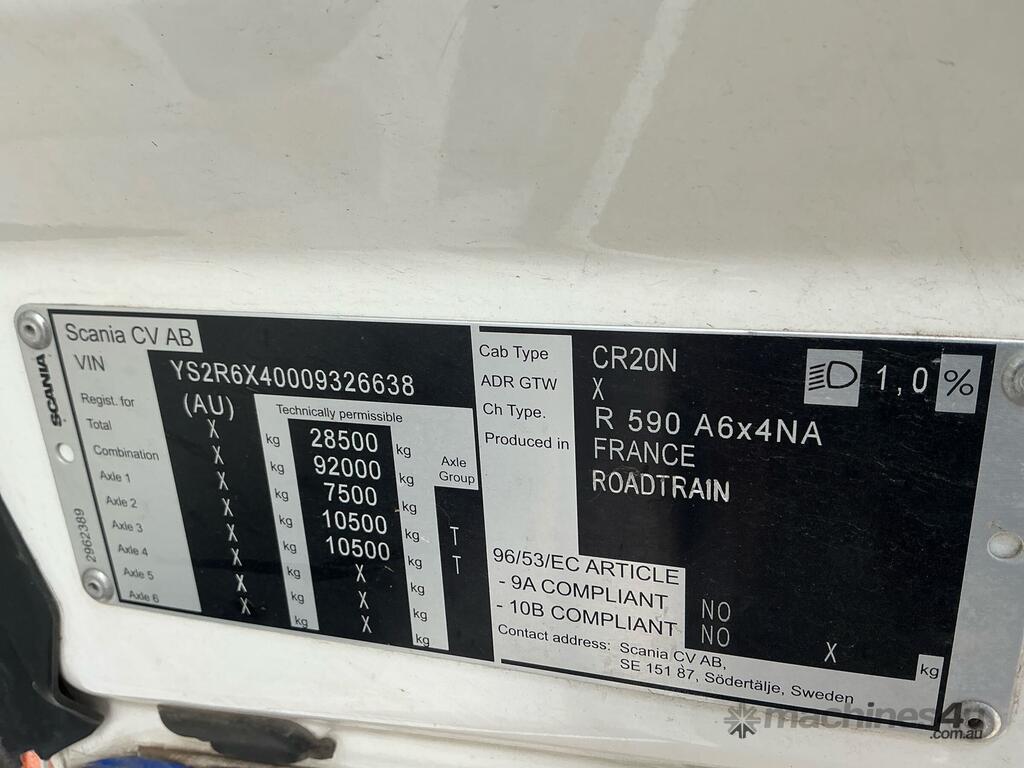 Scania CV AB
VIN YS2R6X40009326638
Regist. for (AU) Technically permissible
Total X kg 28500 kg
Combination X kg 92000 kg Axle Group
Axle 1 X kg 7500 kg
Axle 2 X kg 10500 kg T
Axle 3 X kg 10500 kg T
Axle 4 X kg X kg
Axle 5 X kg X kg
Axle 6 X kg X kg
SCANIA
2962389
Cab Type CR20N
ADR GTW X
Ch Type. R 590 A6x4NA
Produced in FRANCE
ROADTRAIN
1,0 %
96/53/EC ARTICLE
- 9A COMPLIANT NO
- 10B COMPLIANT NO X kg
Contact address: Scania CV AB,
SE 151 87, Södertälje, Sweden
machines4u
.com.au